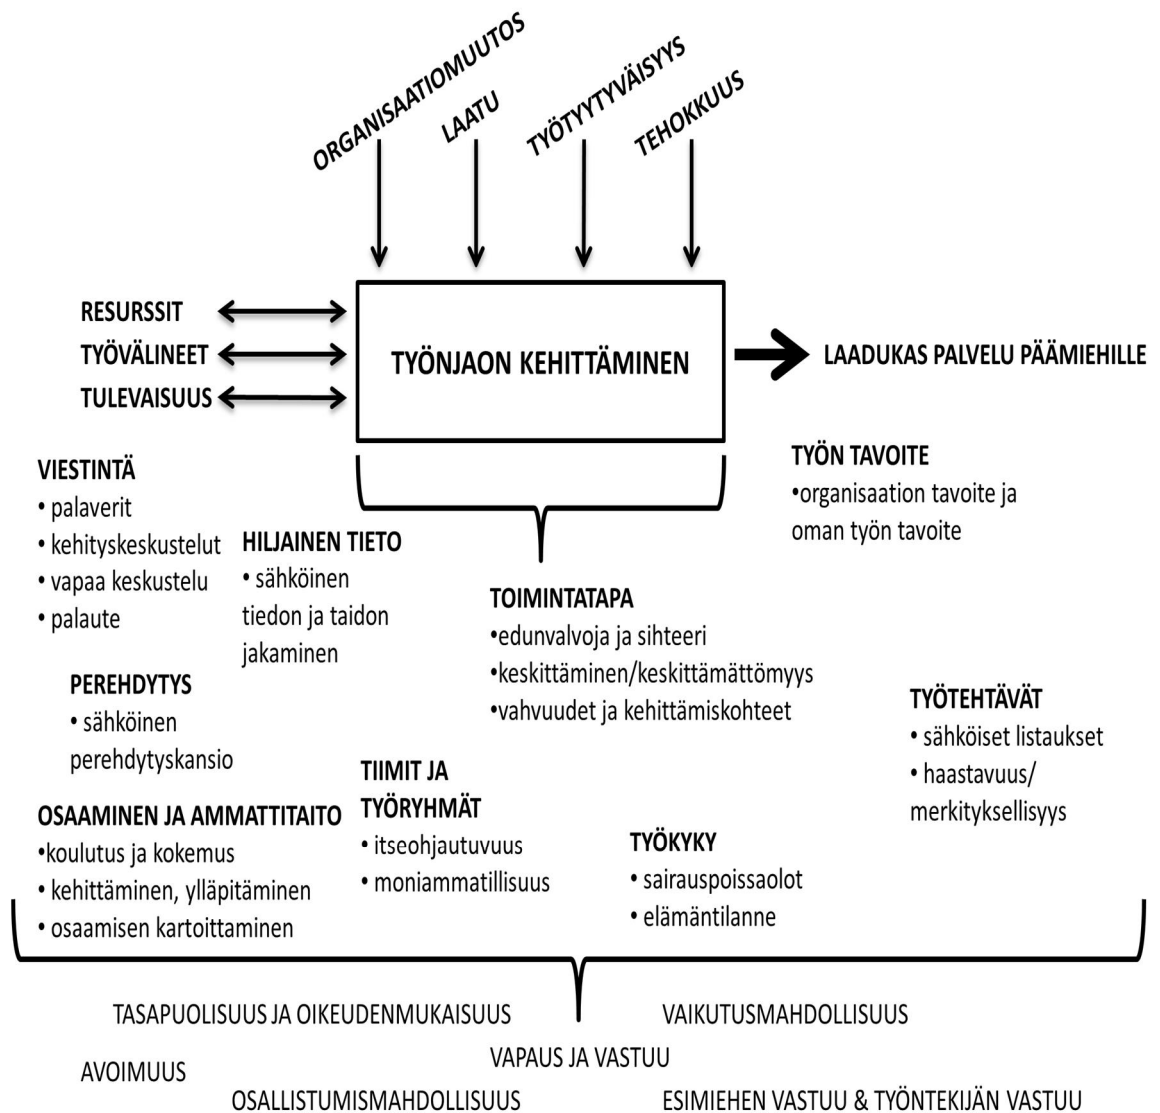 ORGANISAATIOMUUTOS
LAATU
TYÖTYYTYVÄISYYS
TEHOKKUUS
RESURSSIT
TYÖVÄLINEET
TULEVAISUUS
TYÖNJAON KEHITTÄMINEN
LAADUKAS PALVELU PÄÄMIEHILLE
VIESTINTÄ
• palaverit
• kehityskeskustelut
• vapaa keskustelu
• palaute
HILJAINEN TIETO
• sähköinen
tiedon ja taidon
jakaminen
TYÖN TAVOITE
•organisaation tavoite ja
oman työn tavoite
TOIMINTATAPA
•edunvalvoja ja sihteeri
•keskittäminen/keskittämättömyys
•vahvuudet ja kehittämiskohteet
PEREHDYTYS
• sähköinen
perehdytyskansio
TYÖTEHTÄVÄT
• sähköiset listaukset
• haastavuus/
merkityksellisyys
OSAAMINEN JA AMMATTITAITO
•koulutus ja kokemus
• kehittäminen, ylläpitäminen
• osaamisen kartoittaminen
TIIMIT JA
TYÖRYHMÄT
• itseohjautuvuus
• moniammatillisuus
TYÖKYKY
• sairauspoissaolot
• elämäntilanne
TASAPUOLISUUS JA OIKEUDENMUKAISUUS
VAIKUTUSMAHDOLLISUUS
VAPAUS JA VASTUU
AVOIMUUS
OSALLISTUMISMAHDOLLISUUS
ESIMIEHEN VASTUU & TYÖNTEKIJÄN VASTUU